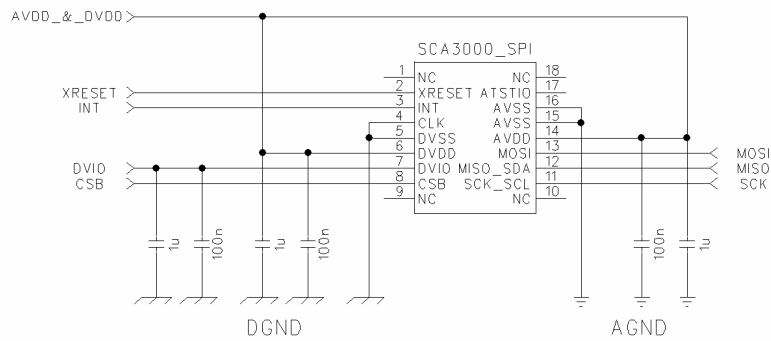 AVDD_&_DVDD
SCA3000_SPI
1 NC NC 18
XRESET 2 XRESET ATSTIO 17
INT 3 INT AVSS 16
4 CLK AVSS 15
5 DVSS AVDD 14
6 DVDD MOSI 13 MOSI
DVIO 7 DVIO MISO_SDA 12 MISO
CSB 8 CSB SCK_SCL 11 SCK
9 NC NC 10
1u 100n 1u 100n 100n 1u
DGND AGND